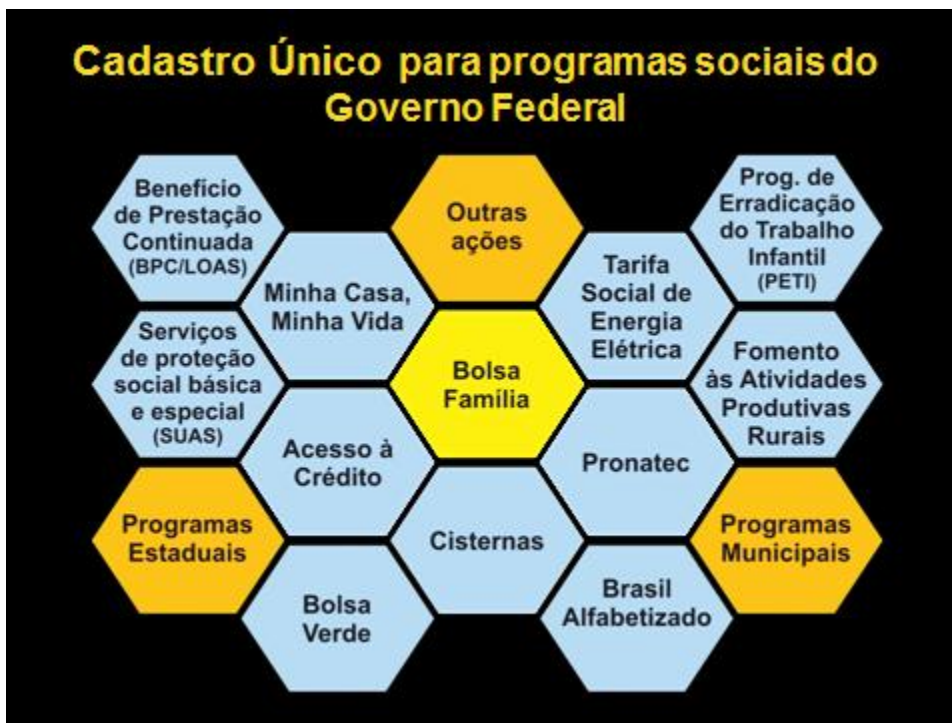 Cadastro Único para programas sociais do
Governo Federal
Benefício
de Prestação
Continuada
(BPC/LOAS)
Outras
ações
Prog. de
Erradicação
do Trabalho
Infantil
(PETI)
Minha Casa,
Minha Vida
Tarifa
Social de
Energia
Elétrica
Serviços
de proteção
social básica
e especial
(SUAS)
Bolsa
Família
Fomento
às Atividades
Produtivas
Rurais
Acesso à
Crédito
Pronatec
Programas
Estaduais
Cisternas
Programas
Municipais
Bolsa
Verde
Brasil
Alfabetizado